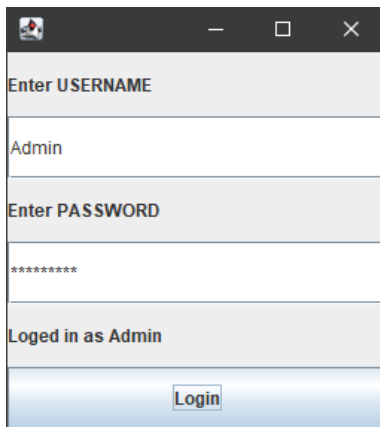 Enter USERNAME
Admin
Enter PASSWORD
*********
Loged in as Admin
Login